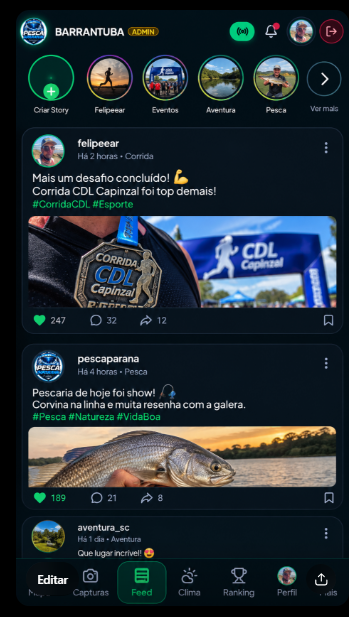 PESCA
BARRANTUBA ADMIN
Criar Story
Felipeear
Eventos
Aventura
Pesca
Ver mais
felipeear
Há 2 horas • Corrida
Mais um desafio concluído! 💪
Corrida CDL Capinzal foi top demais!
#CorridaCDL #Esporte
CORRIDA
CDL
Capinzal
CDL
Capinzal
247
32
12
PESCA
pescaparana
Há 4 horas • Pesca
Pescaria de hoje foi show! 🎣
Corvina na linha e muita resenha com a galera.
#Pesca #Natureza #VidaBoa
189
21
8
aventura_sc
Há 1 dia • Aventura
Que lugar incrível! 😍
Editar
Capturas
Feed
Clima
Ranking
Perfil